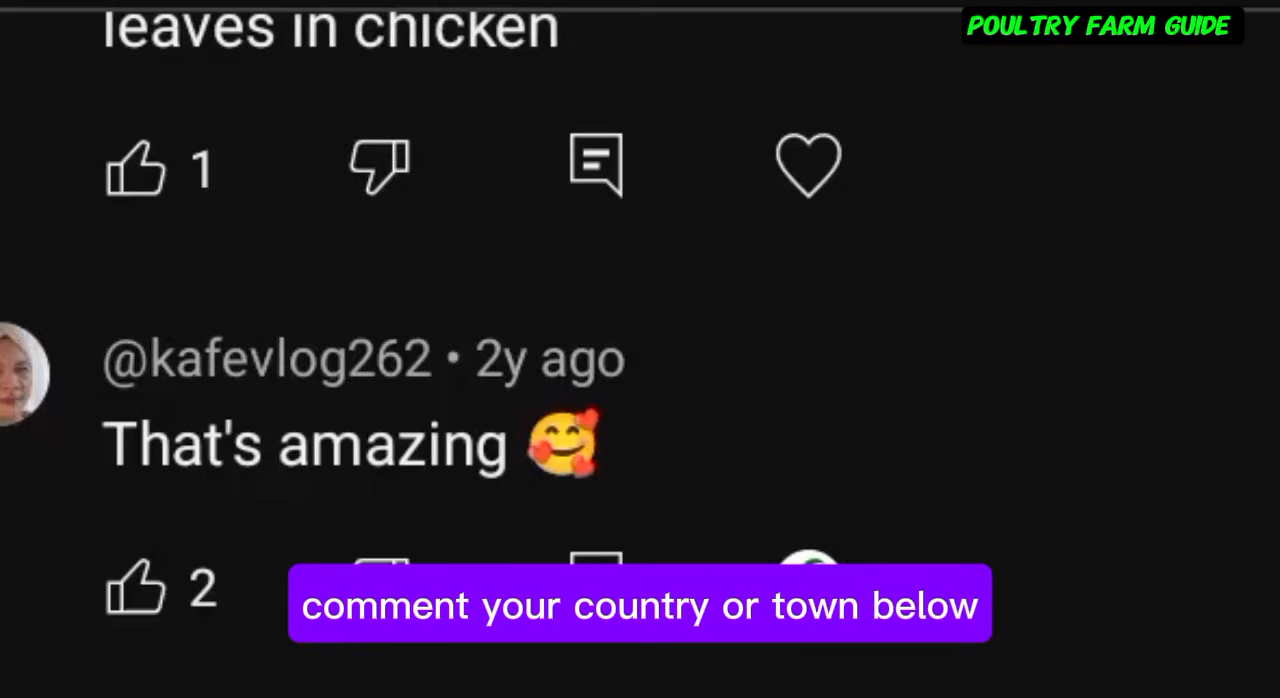 leaves in chicken
POULTRY FARM GUIDE
1
@kafevlog262 • 2y ago
That's amazing 🥰
2
comment your country or town below